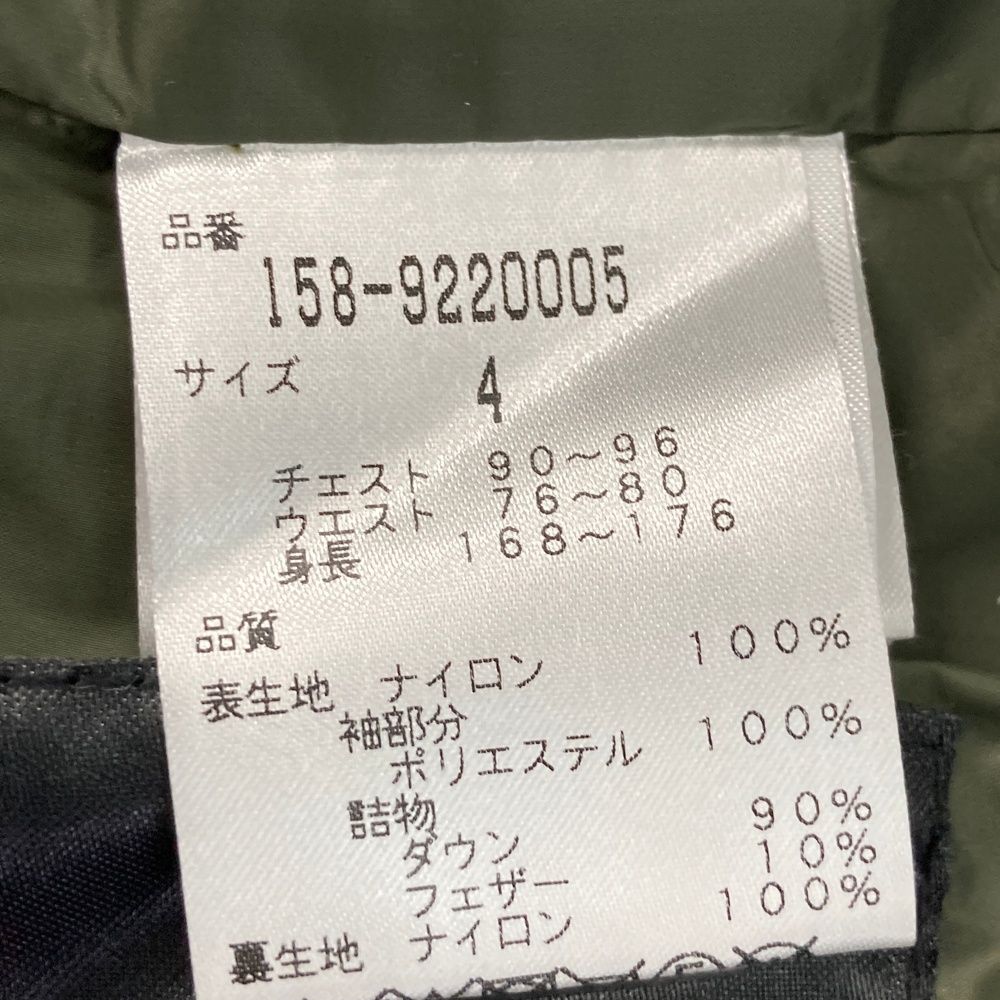 品番
158-9220005
サイズ 4
チェスト 90~96
ウエスト 76~80
身長 168~176
品質
表生地 ナイロン 100%
袖部分
ポリエステル 100%
詰物
ダウン 90%
フェザー 10%
裏生地 ナイロン 100%